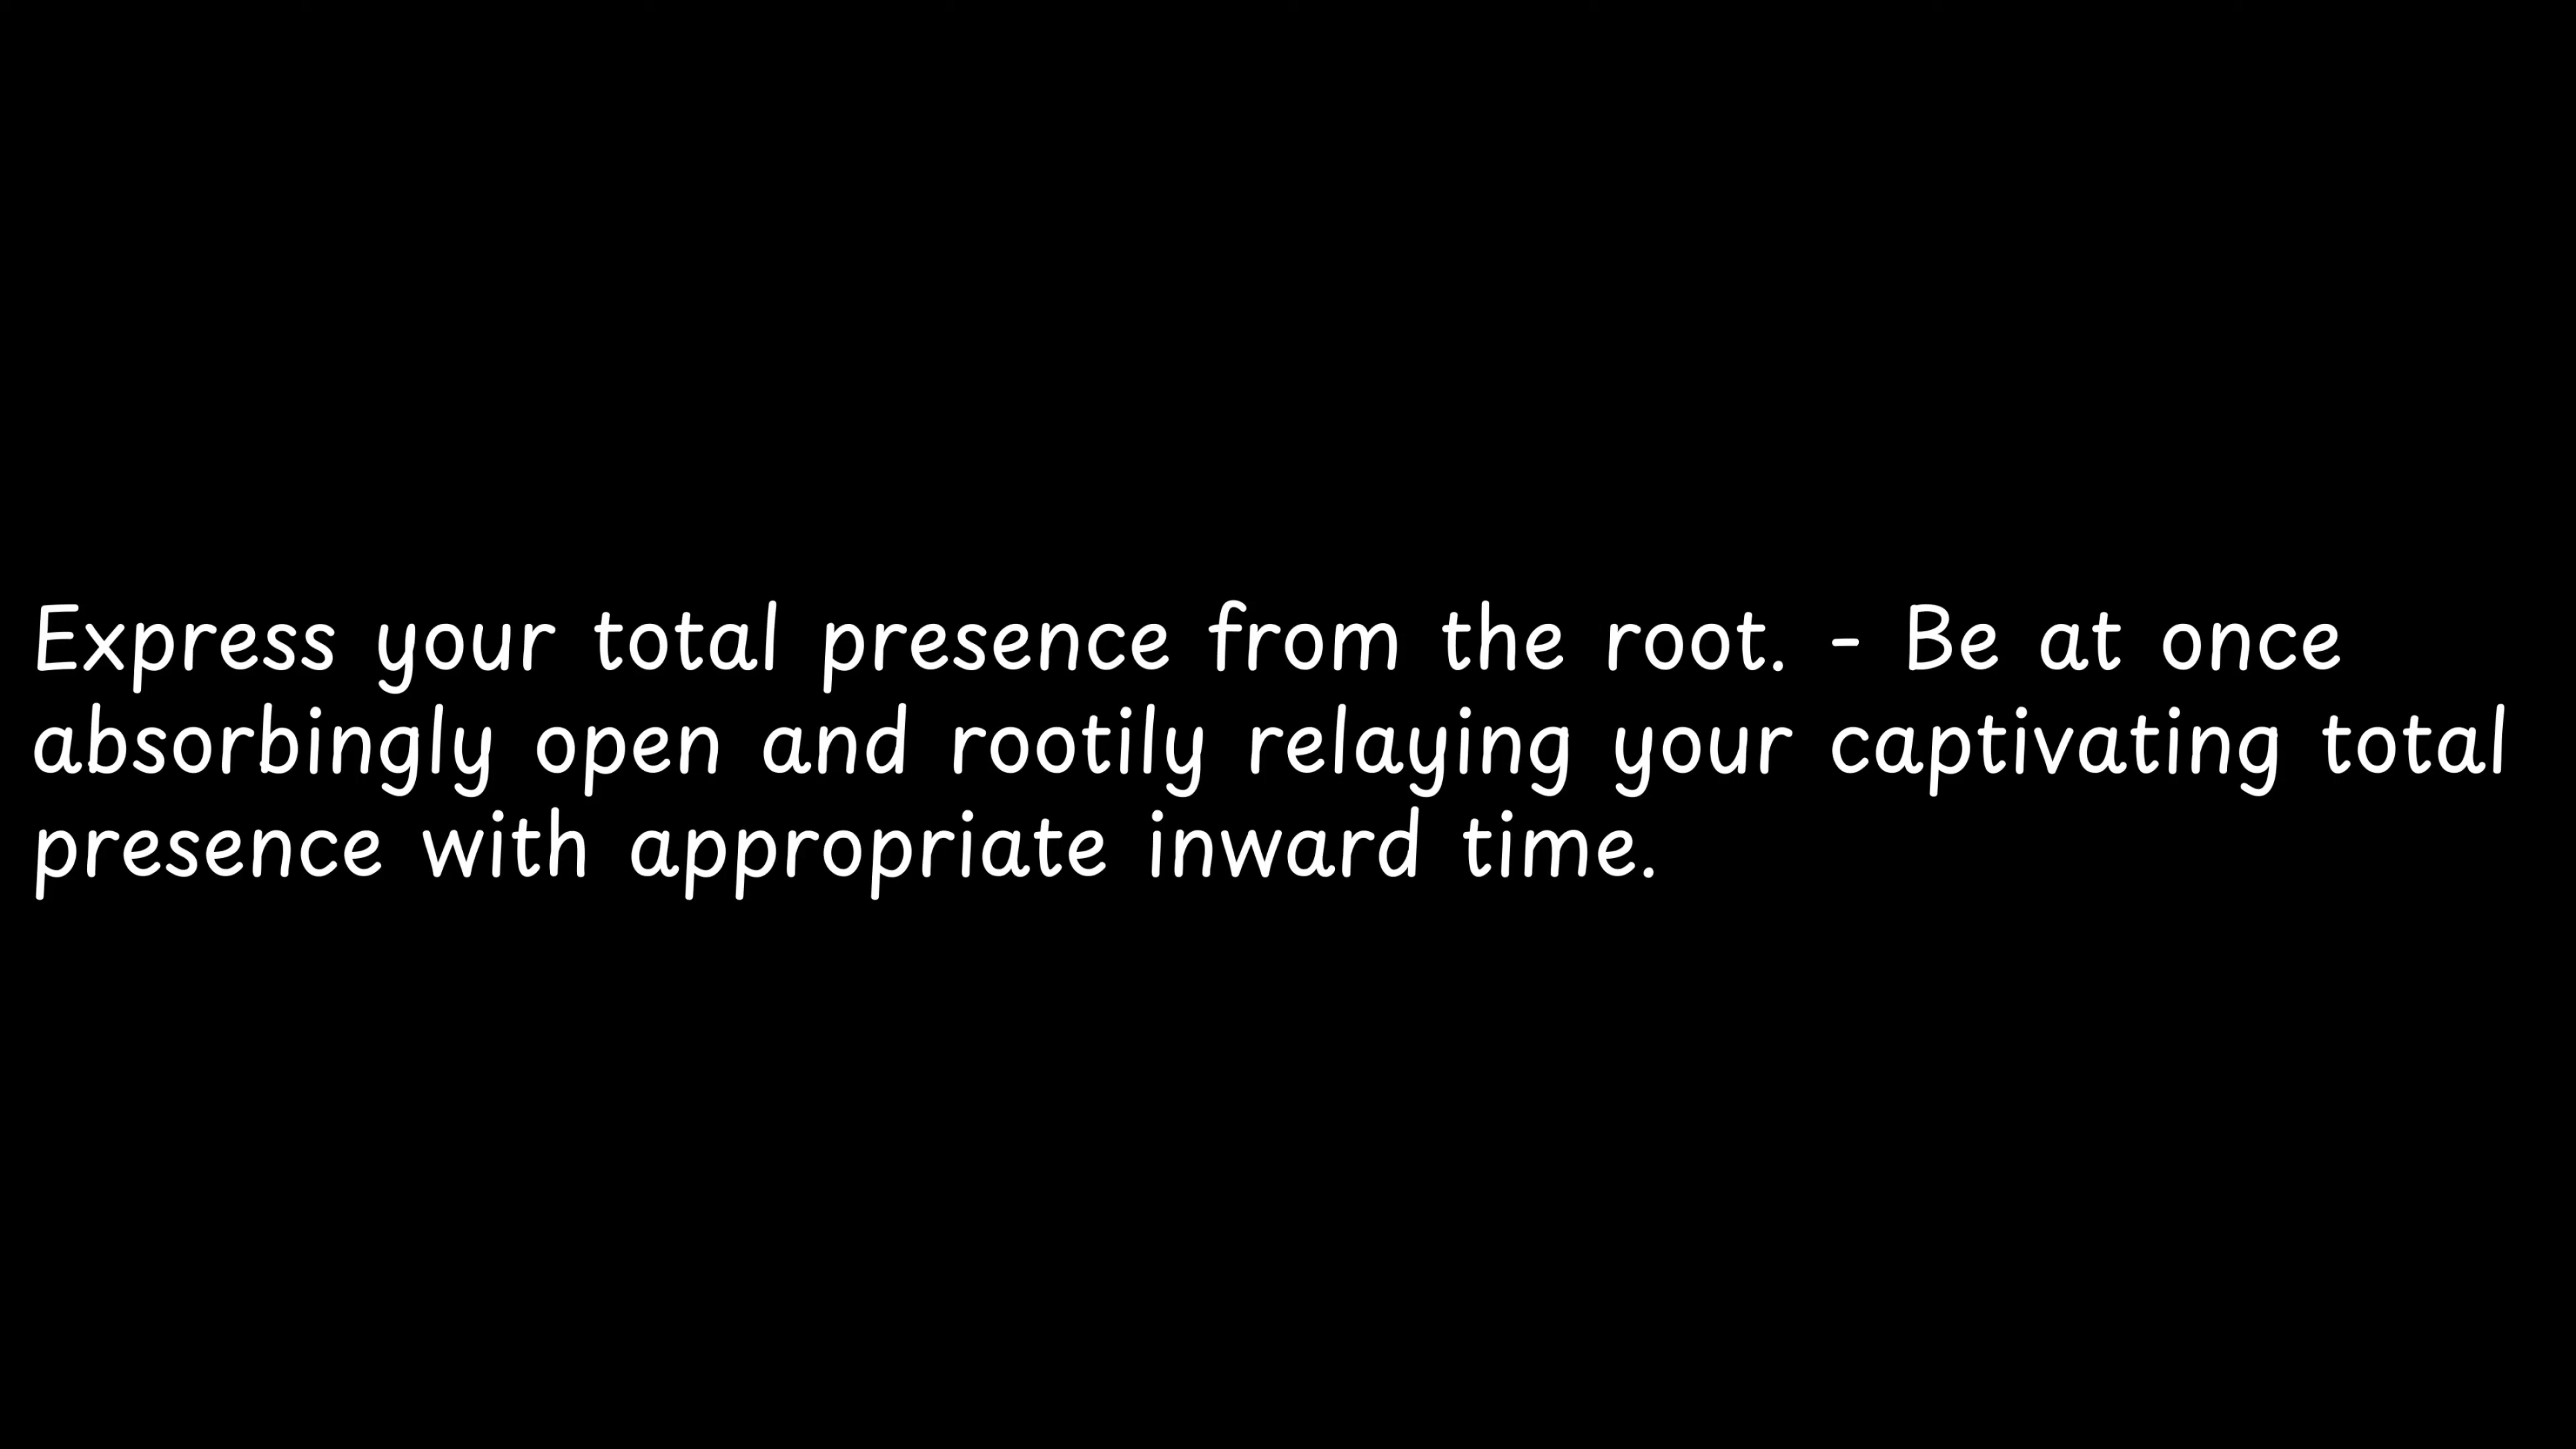 Express your total presence from the root. - Be at once
absorbingly open and rootily relaying your captivating total
presence with appropriate inward time.